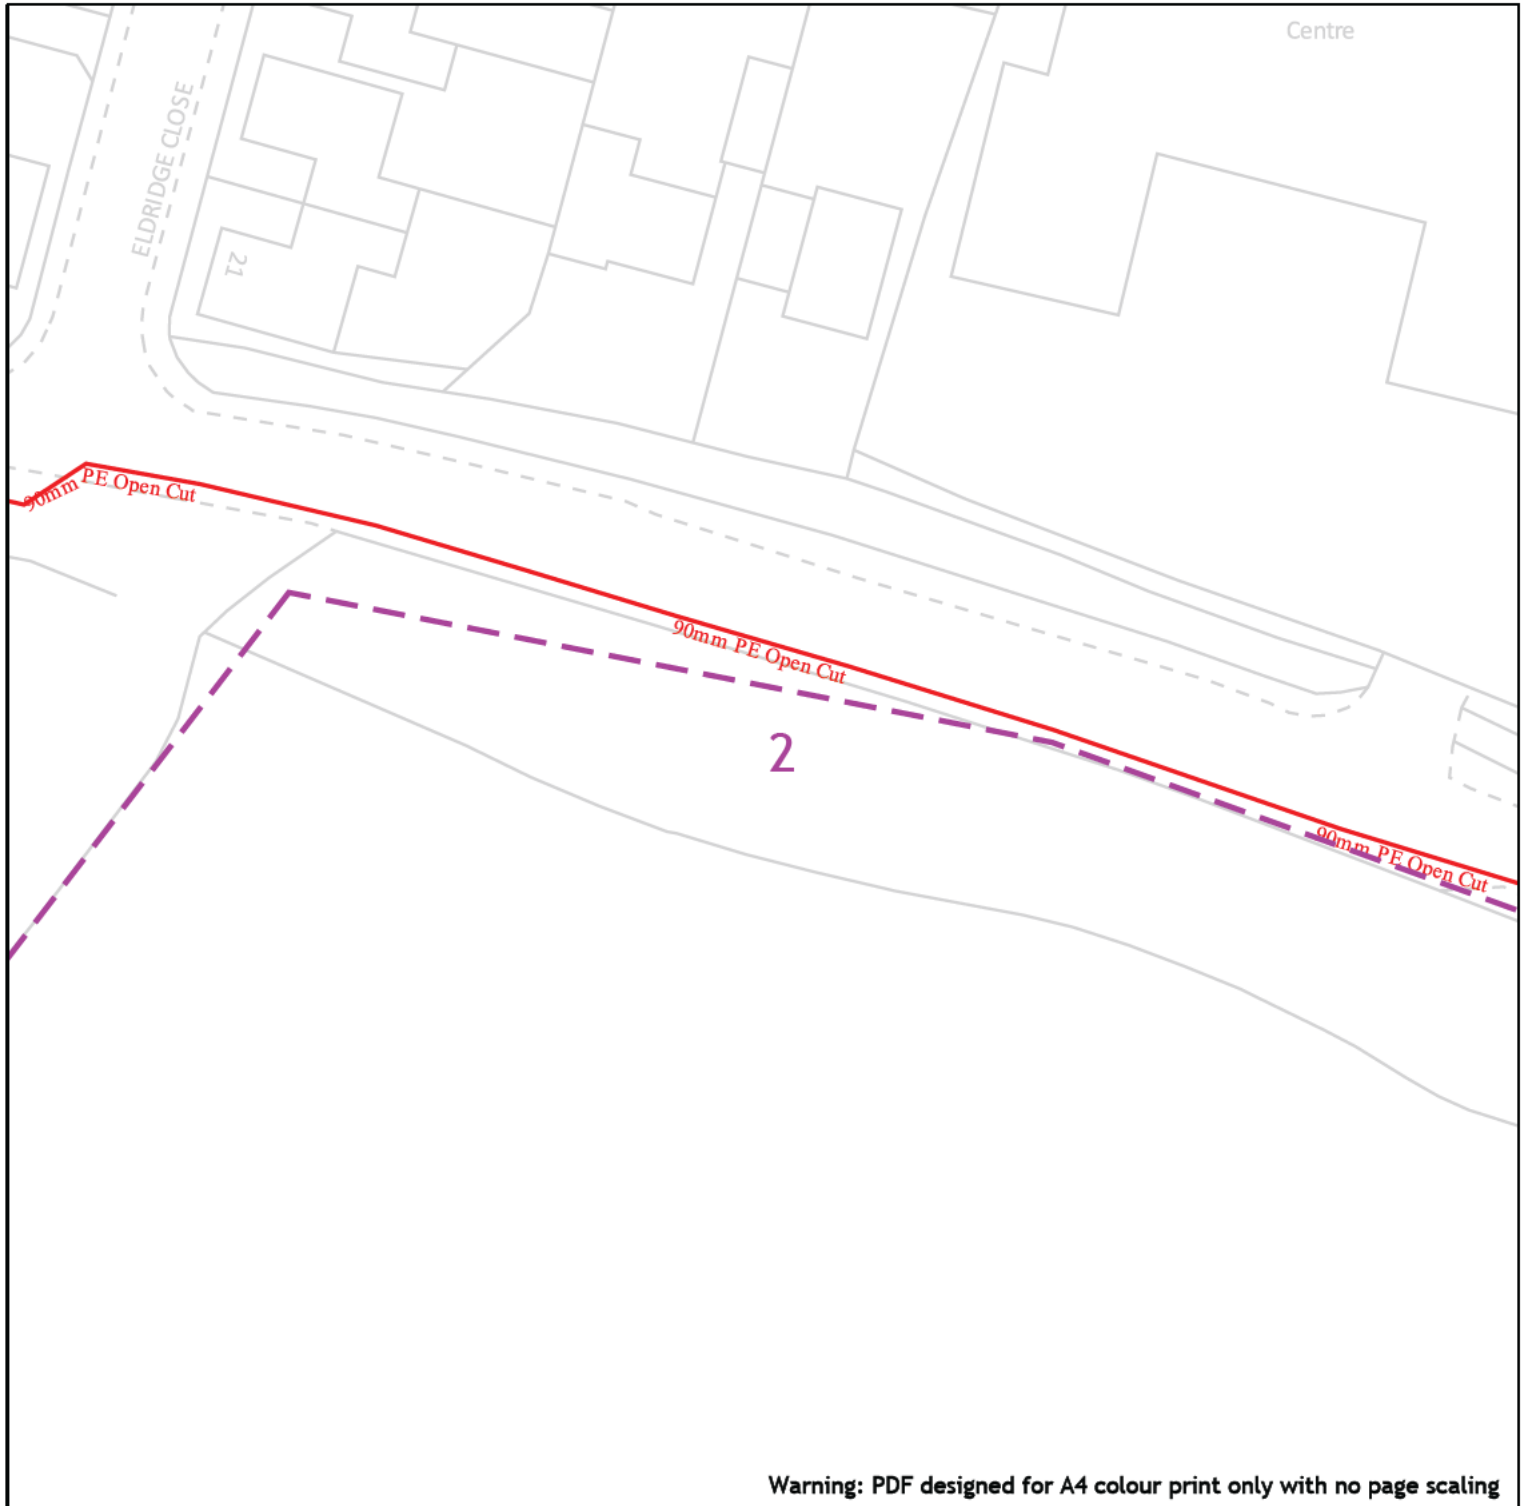 Centre
ELDRIDGE CLOSE
21
90mm PE Open Cut
90mm PE Open Cut
2
90mm PE Open Cut
Warning: PDF designed for A4 colour print only with no page scaling